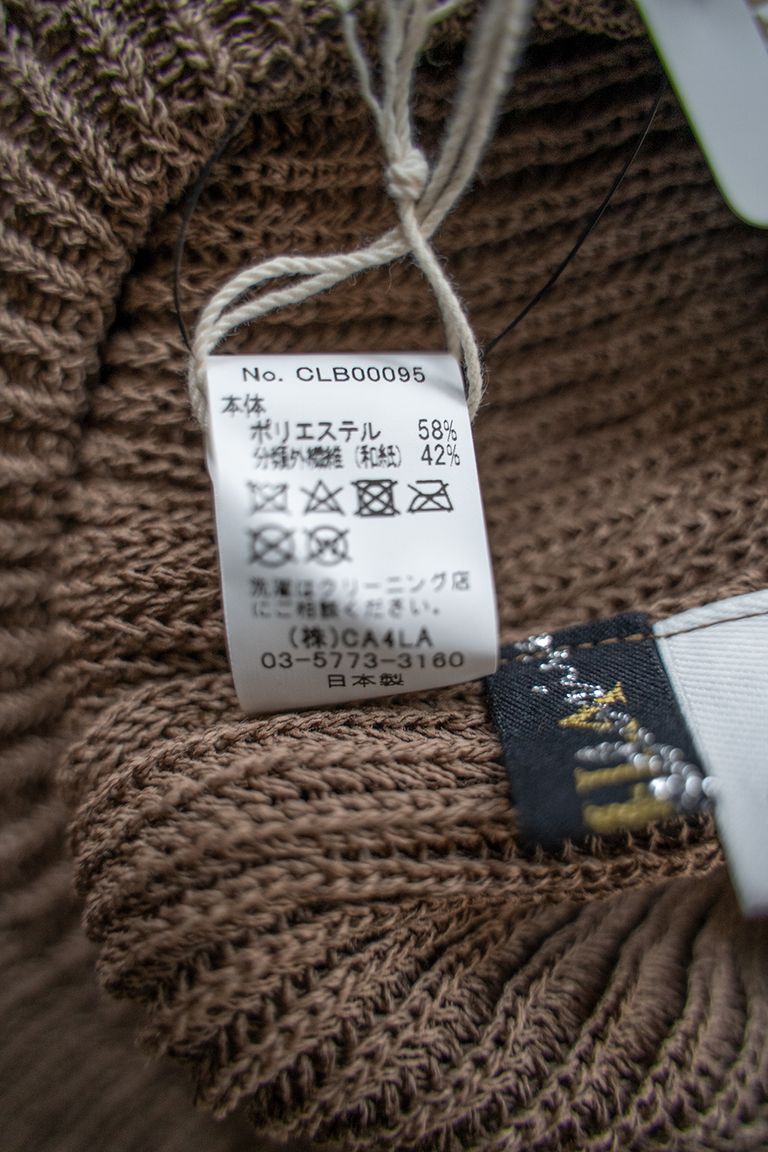 No. CLB00095
本体
ポリエステル 58%
分類外繊維（和紙） 42%
洗濯はクリーニング店
にご相談ください。
（株）CA4LA
03-5773-3160
日本製